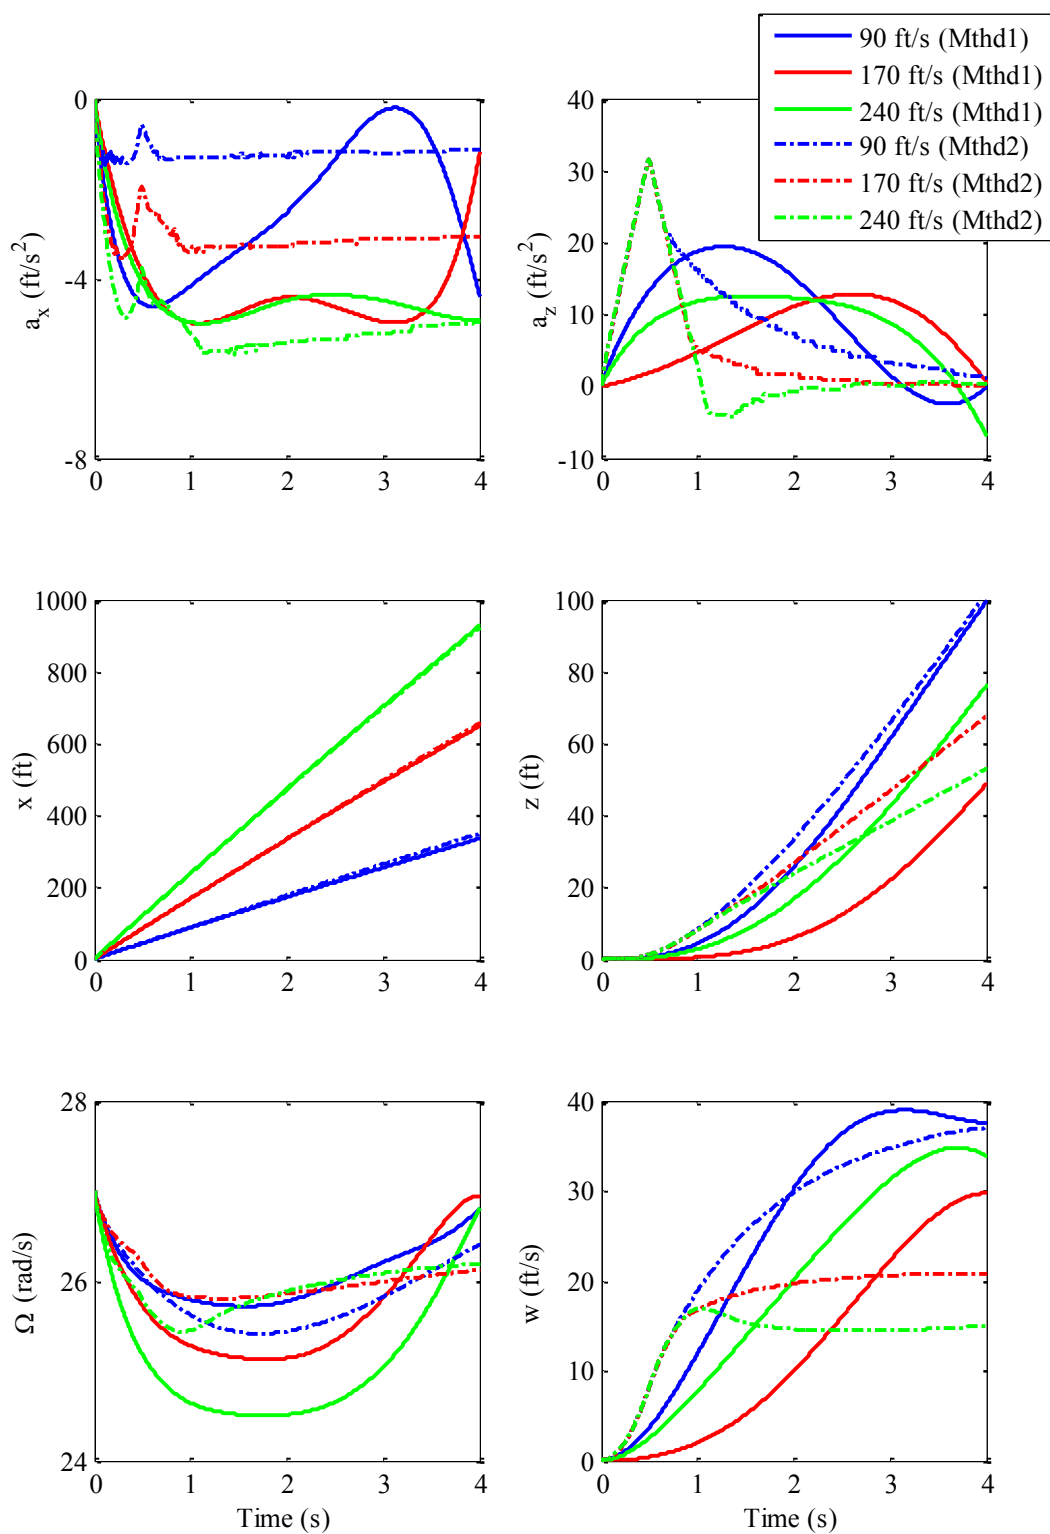 90 ft/s (Mthd1)
170 ft/s (Mthd1)
240 ft/s (Mthd1)
90 ft/s (Mthd2)
170 ft/s (Mthd2)
240 ft/s (Mthd2)
0
-4
-8
a_x (ft/s^2)
0 1 2 3 4
40
30
20
10
0
-10
a_z (ft/s^2)
0 1 2 3 4
1000
800
600
400
200
0
x (ft)
0 1 2 3 4
100
80
60
40
20
0
z (ft)
0 1 2 3 4
28
26
24
Ω (rad/s)
0 1 2 3 4
Time (s)
40
30
20
10
0
w (ft/s)
0 1 2 3 4
Time (s)